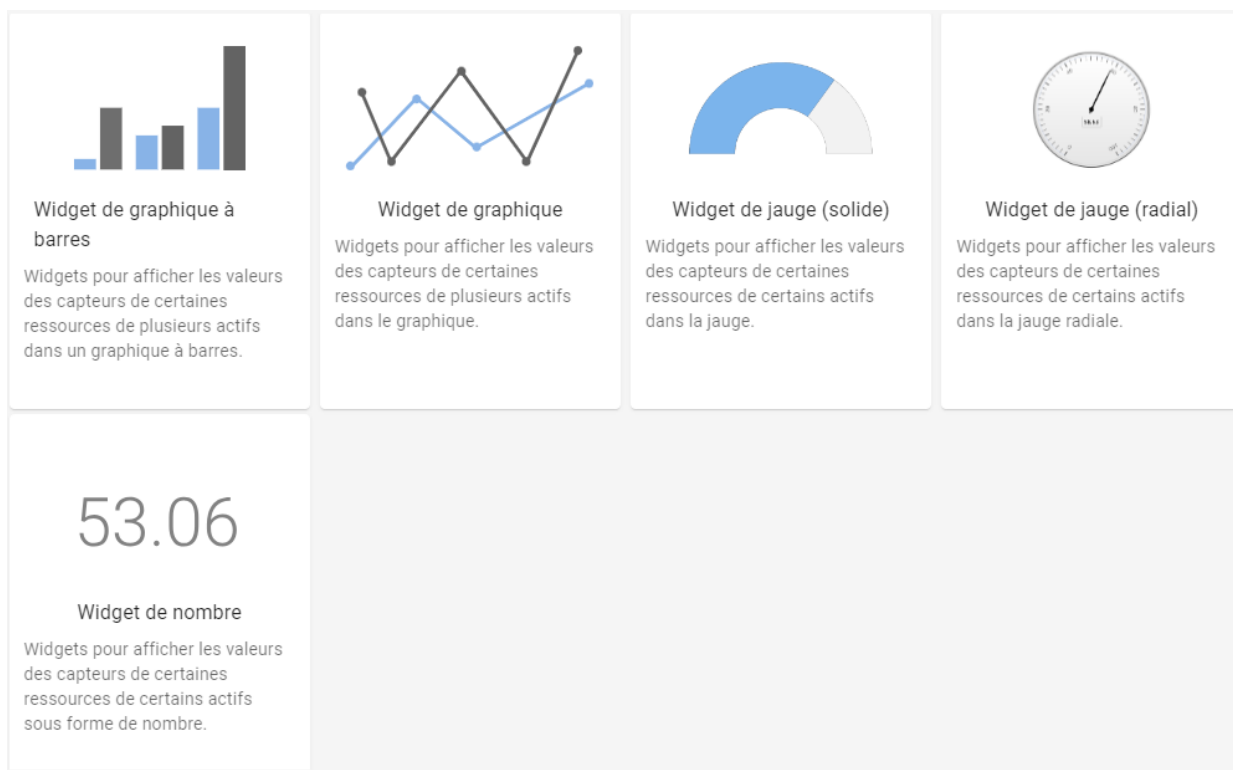 Widget de graphique à
barres
Widgets pour afficher les valeurs
des capteurs de certaines
ressources de plusieurs actifs
dans un graphique à barres.
Widget de graphique
Widgets pour afficher les valeurs
des capteurs de certaines
ressources de plusieurs actifs
dans le graphique.
Widget de jauge (solide)
Widgets pour afficher les valeurs
des capteurs de certaines
ressources de certains actifs
dans la jauge.
Widget de jauge (radial)
Widgets pour afficher les valeurs
des capteurs de certaines
ressources de certains actifs
dans la jauge radiale.
53.06
Widget de nombre
Widgets pour afficher les valeurs
des capteurs de certaines
ressources de certains actifs
sous forme de nombre.